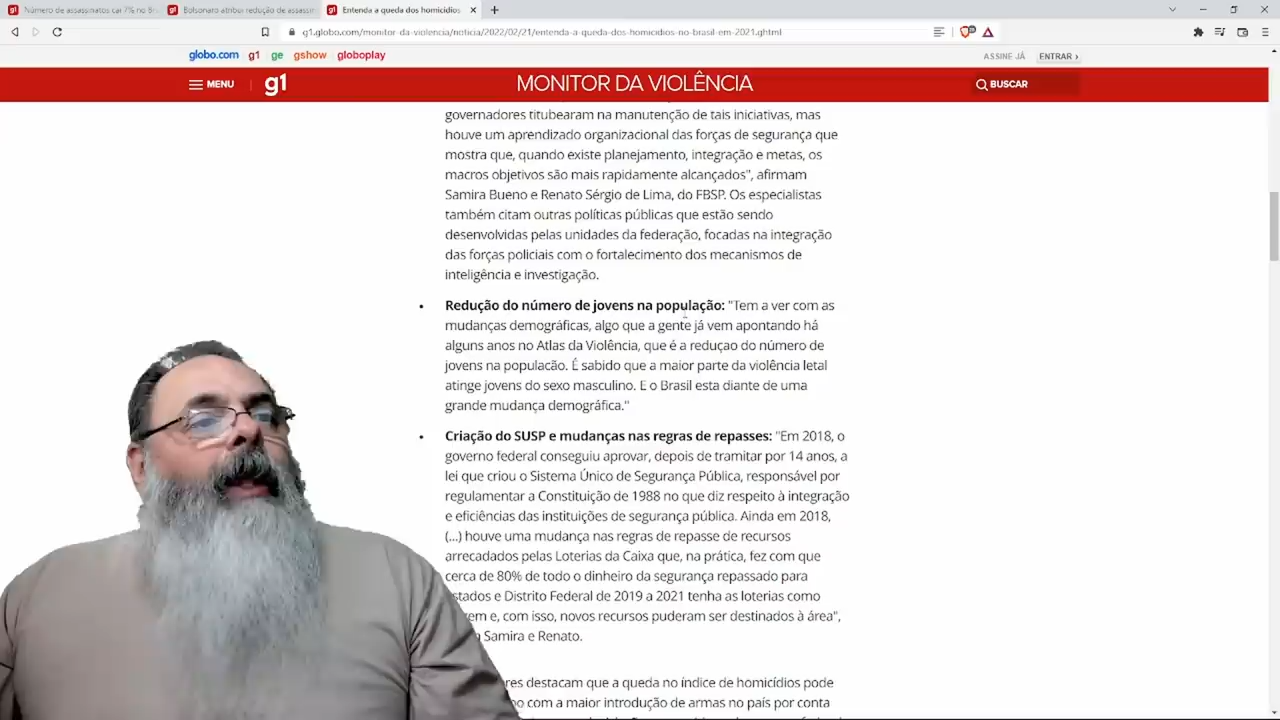 Número de assassinatos cai 7% no Br
Bolsonaro atribui redução de assassin
Entenda a queda dos homicídios
g1.globo.com/monitor-da-violencia/noticia/2022/02/21/entenda-a-queda-dos-homicidios-no-brasil-em-2021.ghtml
globo.com g1 ge gshow globoplay ASSINE JÁ ENTRAR ›
MENU g1 MONITOR DA VIOLÊNCIA BUSCAR
governadores titubearam na manutenção de tais iniciativas, mas
houve um aprendizado organizacional das forças de segurança que
mostra que, quando existe planejamento, integração e metas, os
macros objetivos são mais rapidamente alcançados", afirmam
Samira Bueno e Renato Sérgio de Lima, do FBSP. Os especialistas
também citam outras políticas públicas que estão sendo
desenvolvidas pelas unidades da federação, focadas na integração
das forças policiais com o fortalecimento dos mecanismos de
inteligência e investigação.
• Redução do número de jovens na população: "Tem a ver com as
mudanças demográficas, algo que a gente já vem apontando há
alguns anos no Atlas da Violência, que é a redução do número de
jovens na população. É sabido que a maior parte da violência letal
atinge jovens do sexo masculino. E o Brasil esta diante de uma
grande mudança demográfica."
• Criação do SUSP e mudanças nas regras de repasses: "Em 2018, o
governo federal conseguiu aprovar, depois de tramitar por 14 anos, a
lei que criou o Sistema Único de Segurança Pública, responsável por
regulamentar a Constituição de 1988 no que diz respeito à integração
e eficiências das instituições de segurança pública. Ainda em 2018,
(...) houve uma mudança nas regras de repasse de recursos
arrecadados pelas Loterias da Caixa que, na prática, fez com que
cerca de 80% de todo o dinheiro da segurança repassado para
estados e Distrito Federal de 2019 a 2021 tenha as loterias como
e, com isso, novos recursos puderam ser destinados à área",
Samira e Renato.
destacam que a queda no índice de homicídios pode
com a maior introdução de armas no país por conta